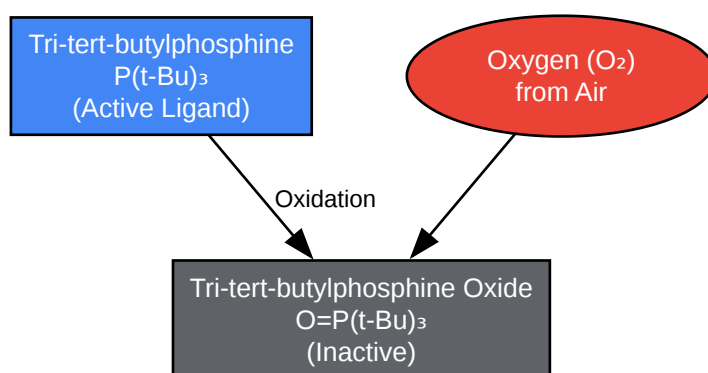 Tri-tert-butylphosphine
P(t-Bu)₃
(Active Ligand)
Oxygen (O₂)
from Air
Oxidation
Tri-tert-butylphosphine Oxide
O=P(t-Bu)₃
(Inactive)